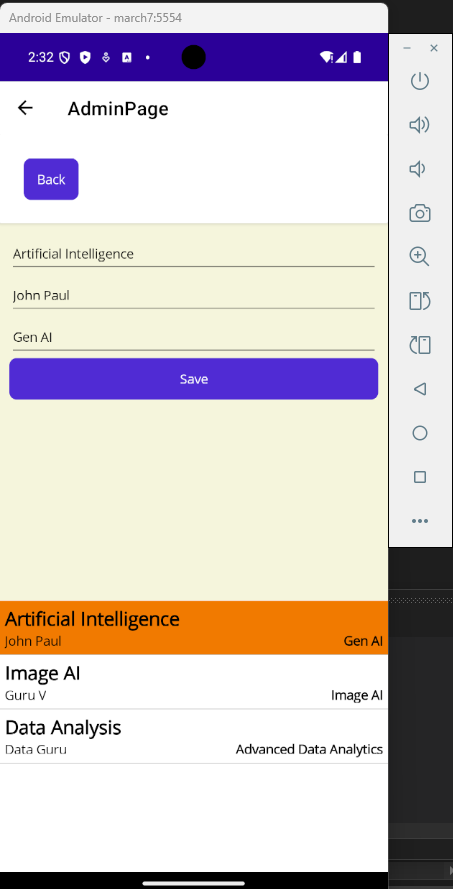 Android Emulator - march7:5554
2:32
AdminPage
Back
Artificial Intelligence
John Paul
Gen AI
Save
Artificial Intelligence
John Paul Gen AI
Image AI
Guru V Image AI
Data Analysis
Data Guru Advanced Data Analytics